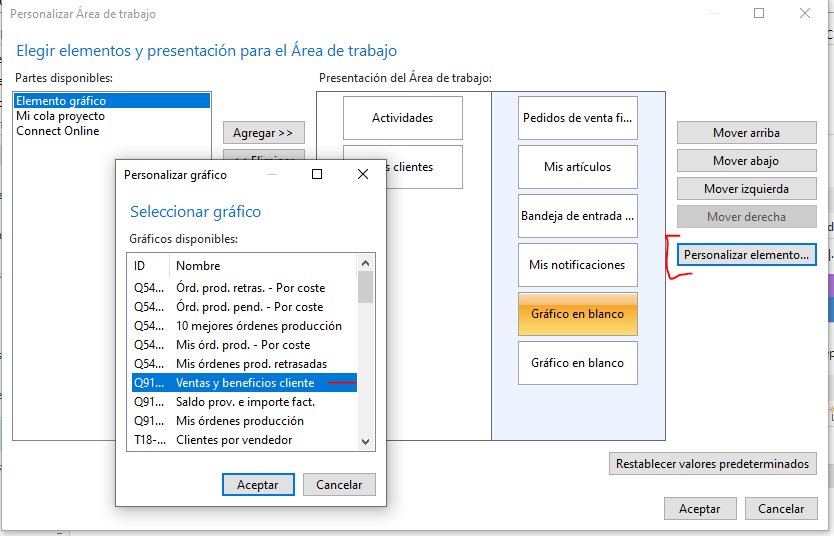 Personalizar Área de trabajo
Elegir elementos y presentación para el Área de trabajo
Partes disponibles:
Elemento gráfico
Mi cola proyecto
Connect Online
Agregar >>
Presentación del Área de trabajo:
Actividades
s clientes
Pedidos de venta fi...
Mis artículos
Bandeja de entrada ...
Mis notificaciones
Gráfico en blanco
Gráfico en blanco
Mover arriba
Mover abajo
Mover izquierda
Mover derecha
Personalizar elemento...
Personalizar gráfico
Seleccionar gráfico
Gráficos disponibles:
ID Nombre
Q54... Órd. prod. retras. - Por coste
Q54... Órd. prod. pend. - Por coste
Q54... 10 mejores órdenes producción
Q54... Mis órd. prod. - Por coste
Q54... Mis órdenes prod. retrasadas
Q91... Ventas y beneficios cliente
Q91... Saldo prov. e importe fact.
Q91... Mis órdenes producción
T18-... Clientes por vendedor
Aceptar
Cancelar
Restablecer valores predeterminados
Aceptar
Cancelar